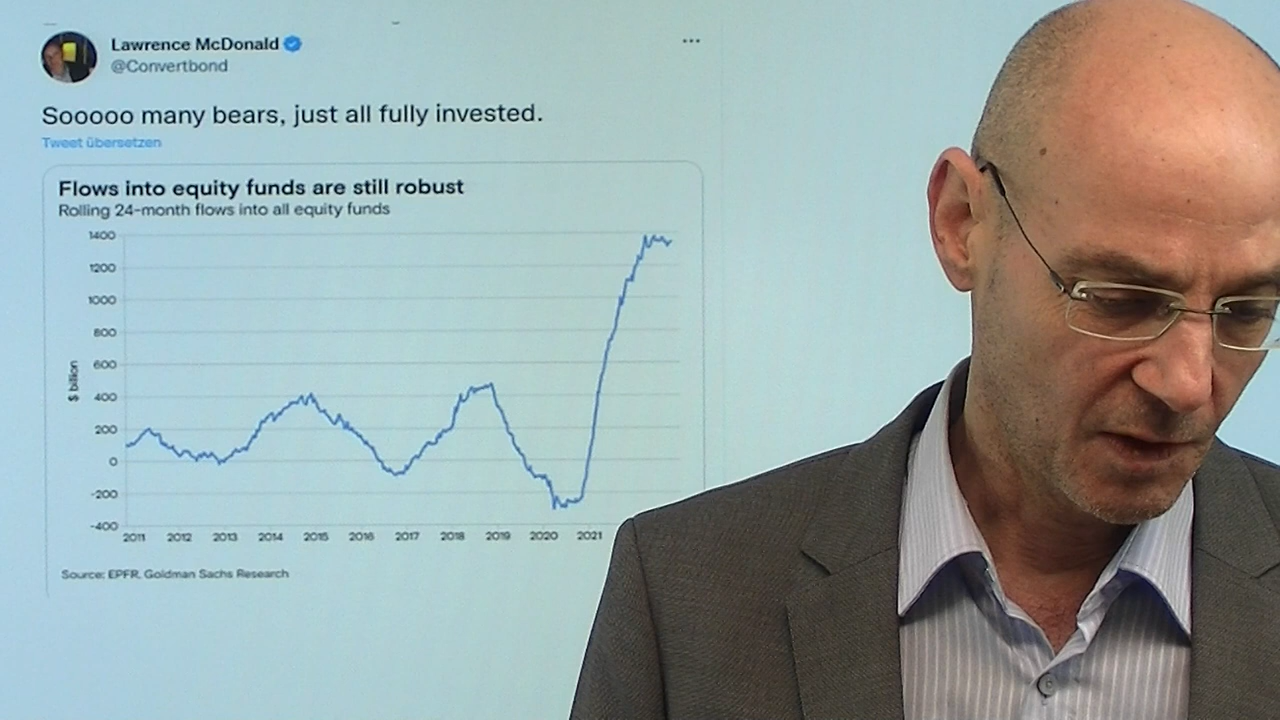 Lawrence McDonald
@Convertbond
Sooooo many bears, just all fully invested.
Tweet übersetzen
Flows into equity funds are still robust
Rolling 24-month flows into all equity funds
1400
1200
1000
800
600
400
200
0
-200
-400
$ billion
2011 2012 2013 2014 2015 2016 2017 2018 2019 2020 2021
Source: EPFR, Goldman Sachs Research